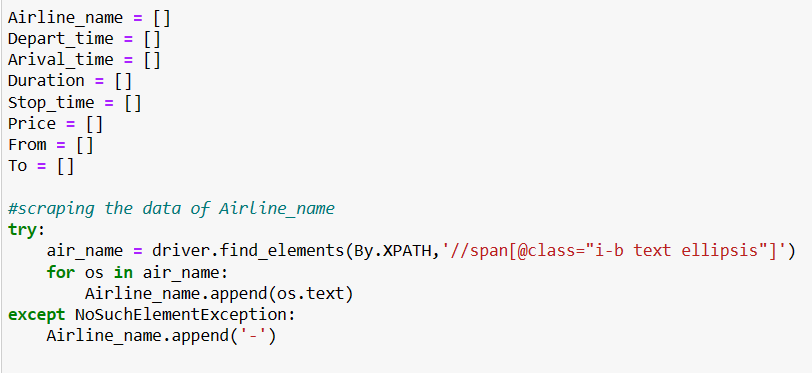 Airline_name = []
Depart_time = []
Arival_time = []
Duration = []
Stop_time = []
Price = []
From = []
To = []
#scraping the data of Airline_name
try:
    air_name = driver.find_elements(By.XPATH,'//span[@class="i-b text ellipsis"]')
    for os in air_name:
        Airline_name.append(os.text)
except NoSuchElementException:
    Airline_name.append('-')